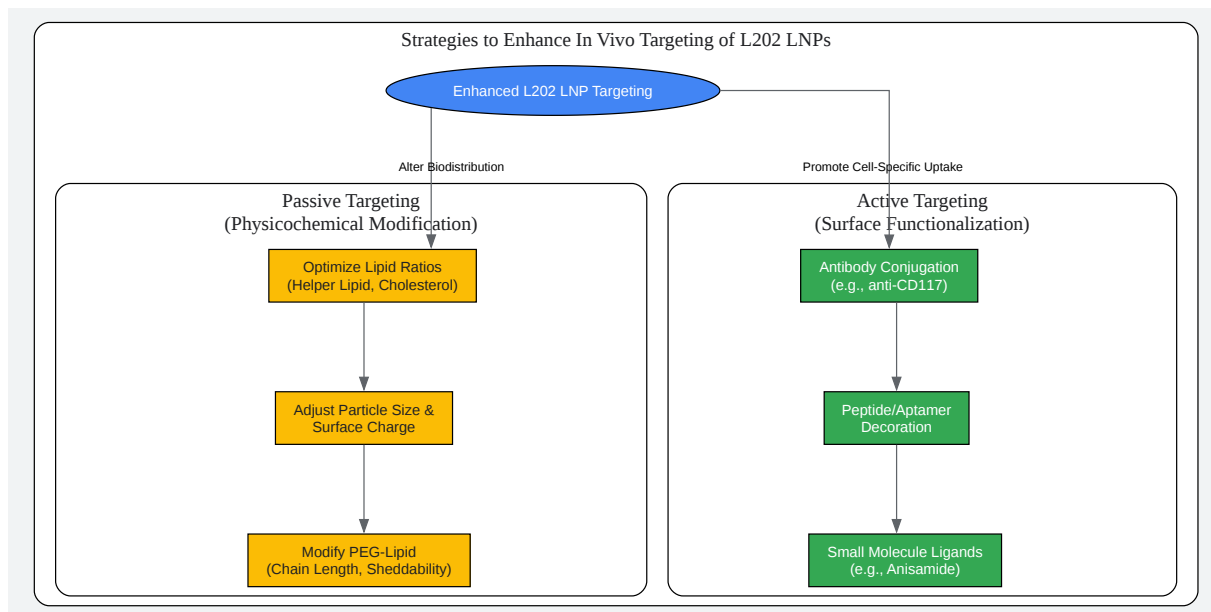 Strategies to Enhance In Vivo Targeting of L202 LNPs
Enhanced L202 LNP Targeting
Alter Biodistribution
Promote Cell-Specific Uptake
Passive Targeting
(Physicochemical Modification)
Optimize Lipid Ratios
(Helper Lipid, Cholesterol)
Adjust Particle Size &
Surface Charge
Modify PEG-Lipid
(Chain Length, Sheddability)
Active Targeting
(Surface Functionalization)
Antibody Conjugation
(e.g., anti-CD117)
Peptide/Aptamer
Decoration
Small Molecule Ligands
(e.g., Anisamide)